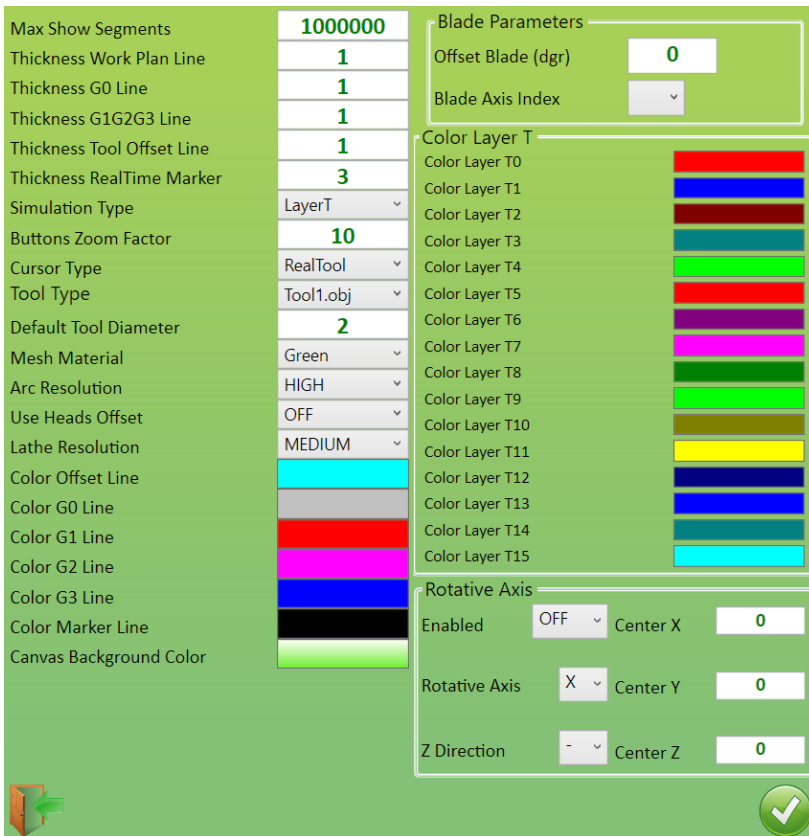 Max Show Segments 1000000
Thickness Work Plan Line 1
Thickness G0 Line 1
Thickness G1G2G3 Line 1
Thickness Tool Offset Line 1
Thickness RealTime Marker 3
Simulation Type LayerT
Buttons Zoom Factor 10
Cursor Type RealTool
Tool Type Tool1.obj
Default Tool Diameter 2
Mesh Material Green
Arc Resolution HIGH
Use Heads Offset OFF
Lathe Resolution MEDIUM
Color Offset Line
Color G0 Line
Color G1 Line
Color G2 Line
Color G3 Line
Color Marker Line
Canvas Background Color
Blade Parameters
Offset Blade (dgr) 0
Blade Axis Index
Color Layer T
Color Layer T0
Color Layer T1
Color Layer T2
Color Layer T3
Color Layer T4
Color Layer T5
Color Layer T6
Color Layer T7
Color Layer T8
Color Layer T9
Color Layer T10
Color Layer T11
Color Layer T12
Color Layer T13
Color Layer T14
Color Layer T15
Rotative Axis
Enabled OFF Center X 0
Rotative Axis X Center Y 0
Z Direction - Center Z 0